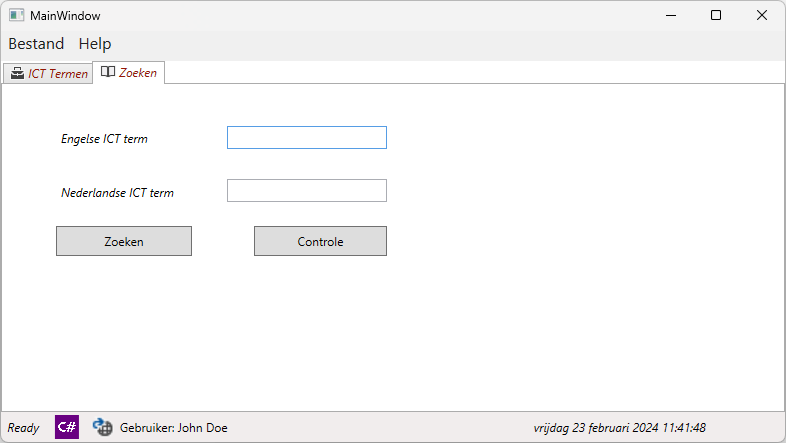 MainWindow
Bestand Help
ICT Termen Zoeken
Engelse ICT term
Nederlandse ICT term
Zoeken Controle
Ready C# Gebruiker: John Doe vrijdag 23 februari 2024 11:41:48